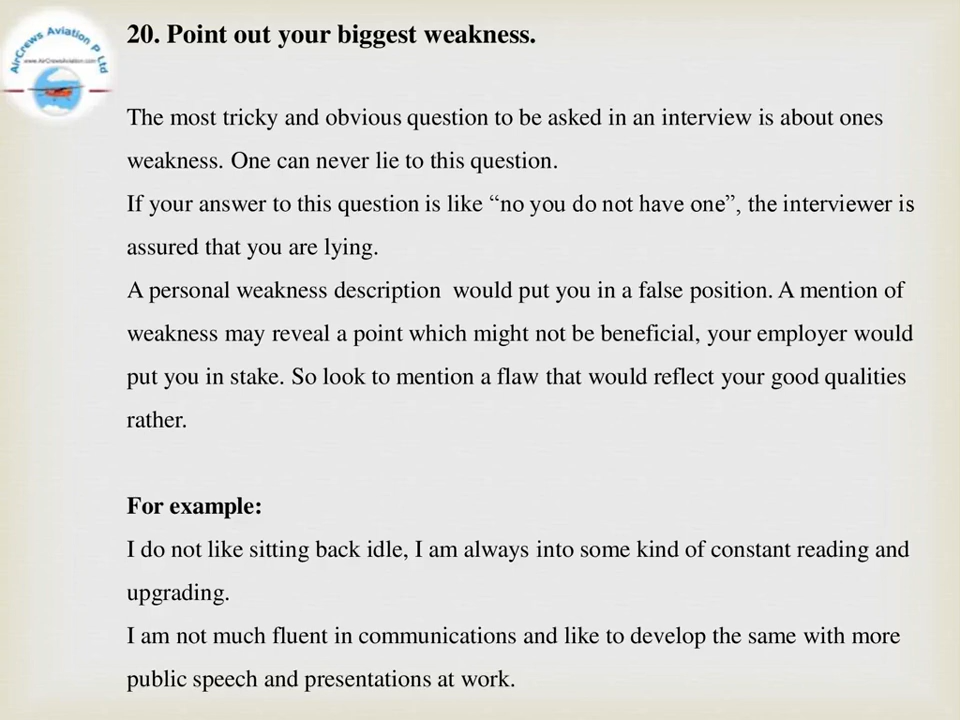 AirCrews Aviation P Ltd
www.AirCrewsAviation.com
20. Point out your biggest weakness.
The most tricky and obvious question to be asked in an interview is about ones
weakness. One can never lie to this question.
If your answer to this question is like “no you do not have one”, the interviewer is
assured that you are lying.
A personal weakness description would put you in a false position. A mention of
weakness may reveal a point which might not be beneficial, your employer would
put you in stake. So look to mention a flaw that would reflect your good qualities
rather.
For example:
I do not like sitting back idle, I am always into some kind of constant reading and
upgrading.
I am not much fluent in communications and like to develop the same with more
public speech and presentations at work.